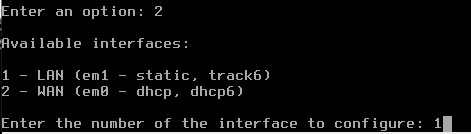 Enter an option: 2
Available interfaces:
1 - LAN (em1 - static, track6)
2 - WAN (em0 - dhcp, dhcp6)
Enter the number of the interface to configure: 1